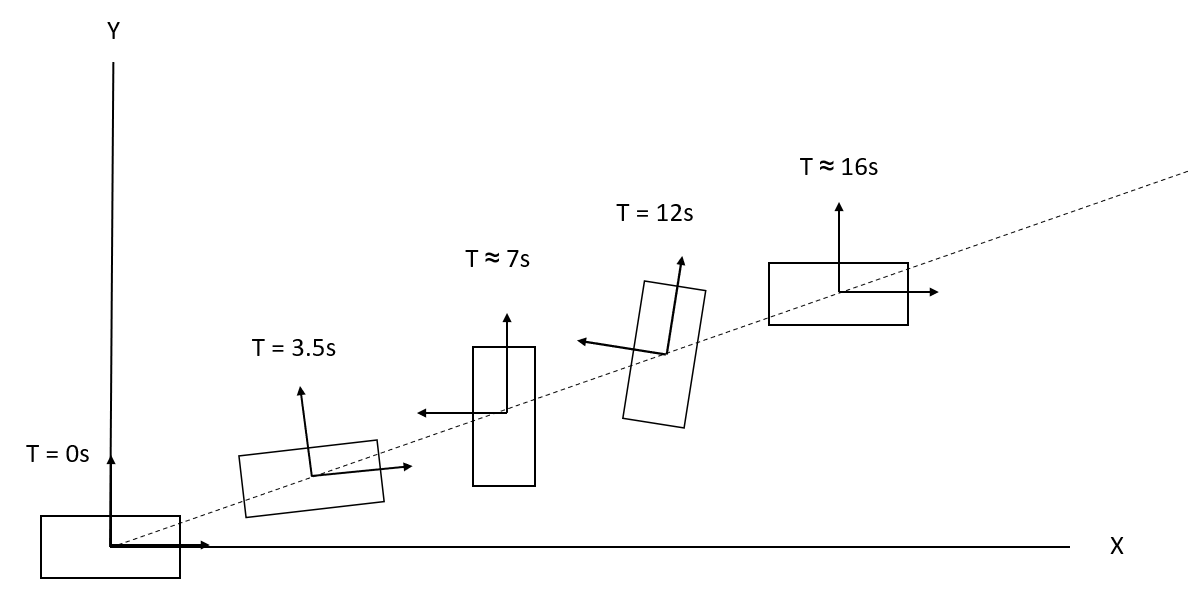 Y
T ≈ 16s
T = 12s
T ≈ 7s
T = 3.5s
T = 0s
X